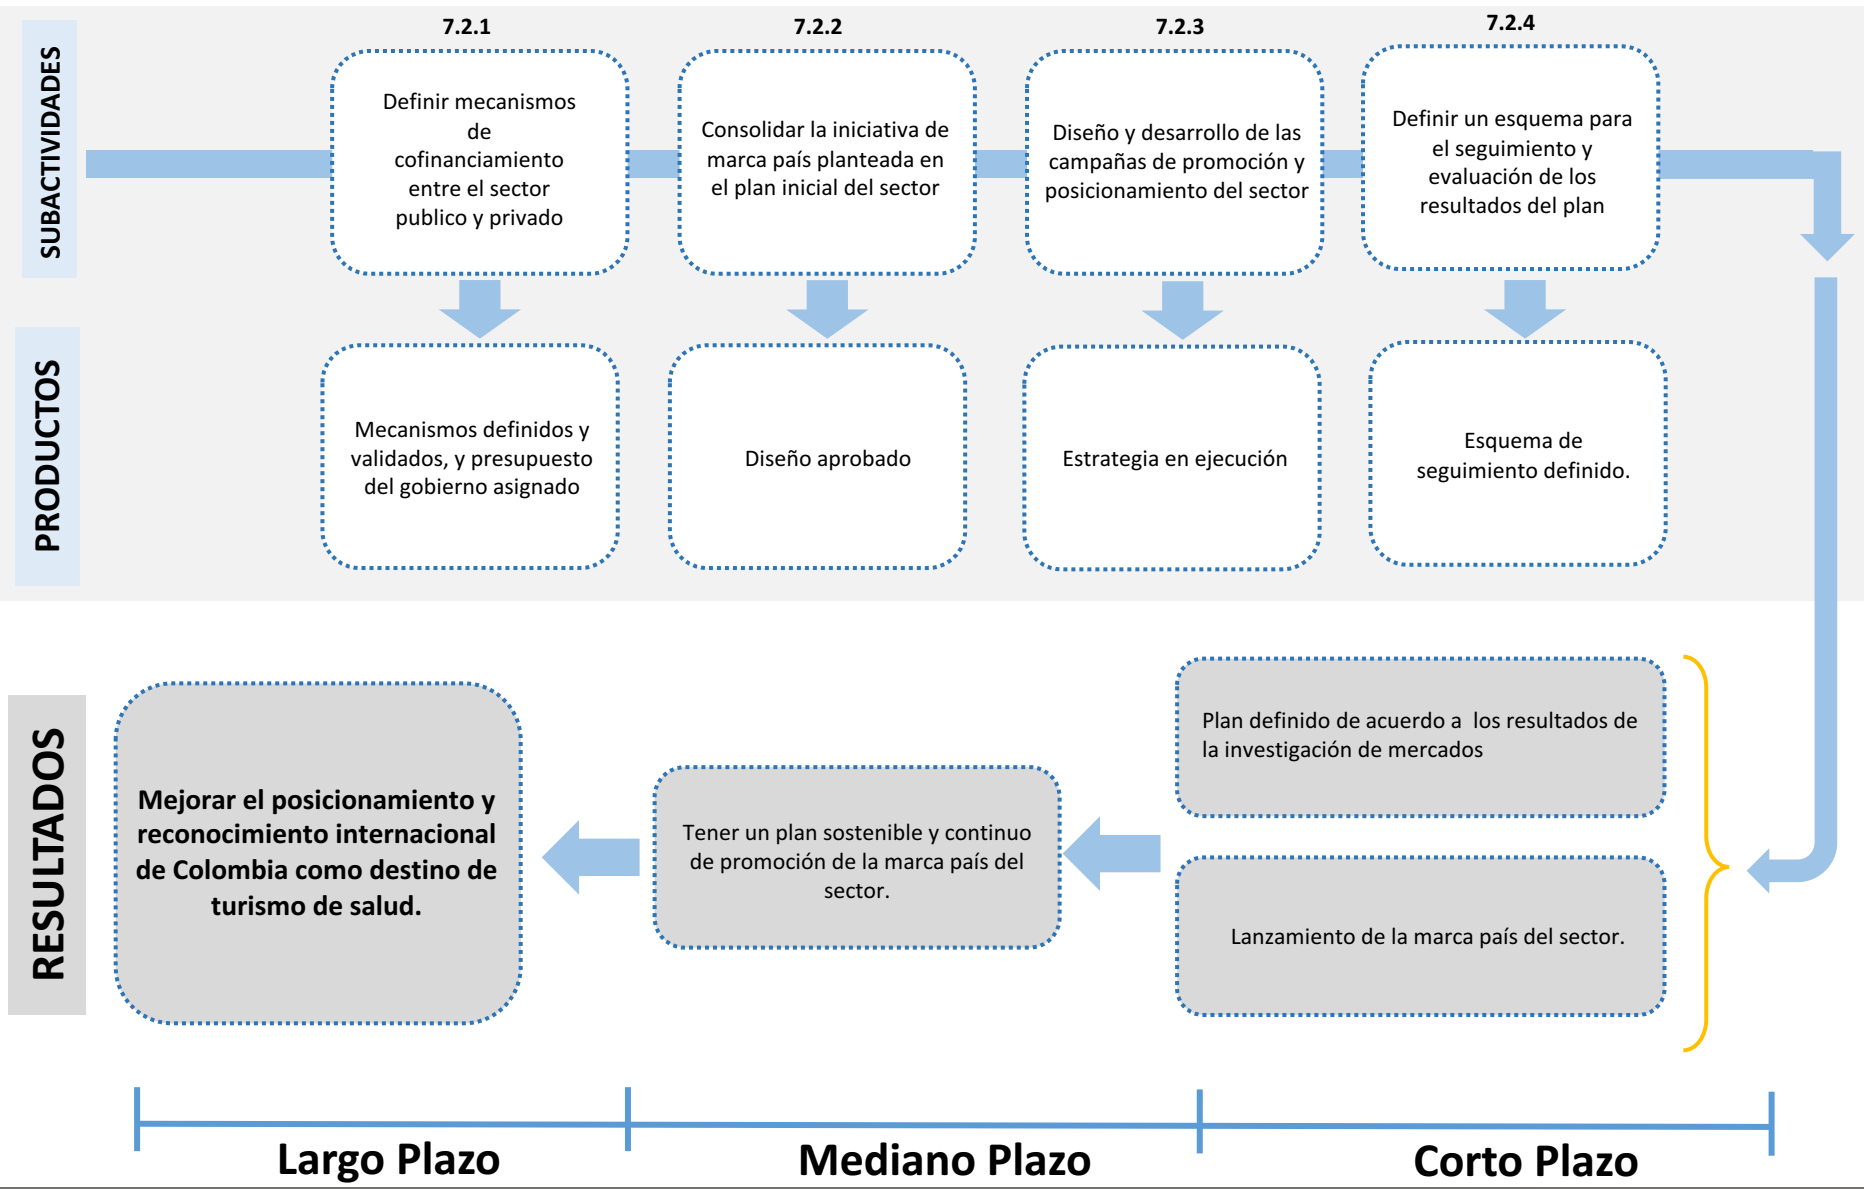 SUBACTIVIDADES
7.2.1
Definir mecanismos
de
cofinanciamiento
entre el sector
publico y privado
7.2.2
Consolidar la iniciativa de
marca país planteada en
el plan inicial del sector
7.2.3
Diseño y desarrollo de las
campañas de promoción y
posicionamiento del sector
7.2.4
Definir un esquema para
el seguimiento y
evaluación de los
resultados del plan
PRODUCTOS
Mecanismos definidos y
validados, y presupuesto
del gobierno asignado
Diseño aprobado
Estrategia en ejecución
Esquema de
seguimiento definido.
RESULTADOS
Mejorar el posicionamiento y
reconocimiento internacional
de Colombia como destino de
turismo de salud.
Tener un plan sostenible y continuo
de promoción de la marca país del
sector.
Plan definido de acuerdo a  los resultados de
la investigación de mercados
Lanzamiento de la marca país del sector.
Largo Plazo
Mediano Plazo
Corto Plazo